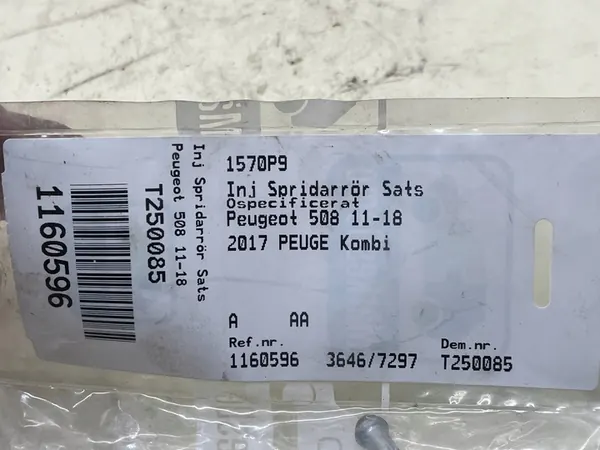 1570P9
Inj Spridarrör Sats
Ospecificerat
Peugeot 508 11-18
2017 PEUGE Kombi
A AA
Ref.nr. Dem.nr.
1160596 3646/7297 T250085
Inj Spridarrör Sats
Peugeot 508 11-18
T250085
1160596